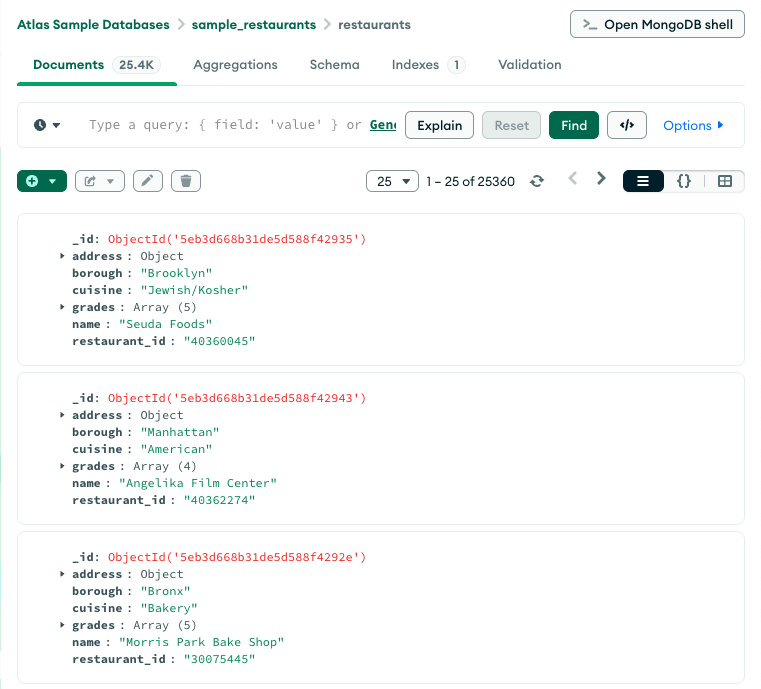 Atlas Sample Databases > sample_restaurants > restaurants
>_ Open MongoDB shell
Documents 25.4K Aggregations Schema Indexes 1 Validation
Type a query: { field: 'value' } or Gene
Explain Reset Find </> Options
25 1 – 25 of 25360 {}
_id: ObjectId('5eb3d668b31de5d588f42935')
address : Object
borough : "Brooklyn"
cuisine : "Jewish/Kosher"
grades : Array (5)
name : "Seuda Foods"
restaurant_id : "40360045"
_id: ObjectId('5eb3d668b31de5d588f42943')
address : Object
borough : "Manhattan"
cuisine : "American"
grades : Array (4)
name : "Angelika Film Center"
restaurant_id : "40362274"
_id: ObjectId('5eb3d668b31de5d588f4292e')
address : Object
borough : "Bronx"
cuisine : "Bakery"
grades : Array (5)
name : "Morris Park Bake Shop"
restaurant_id : "30075445"